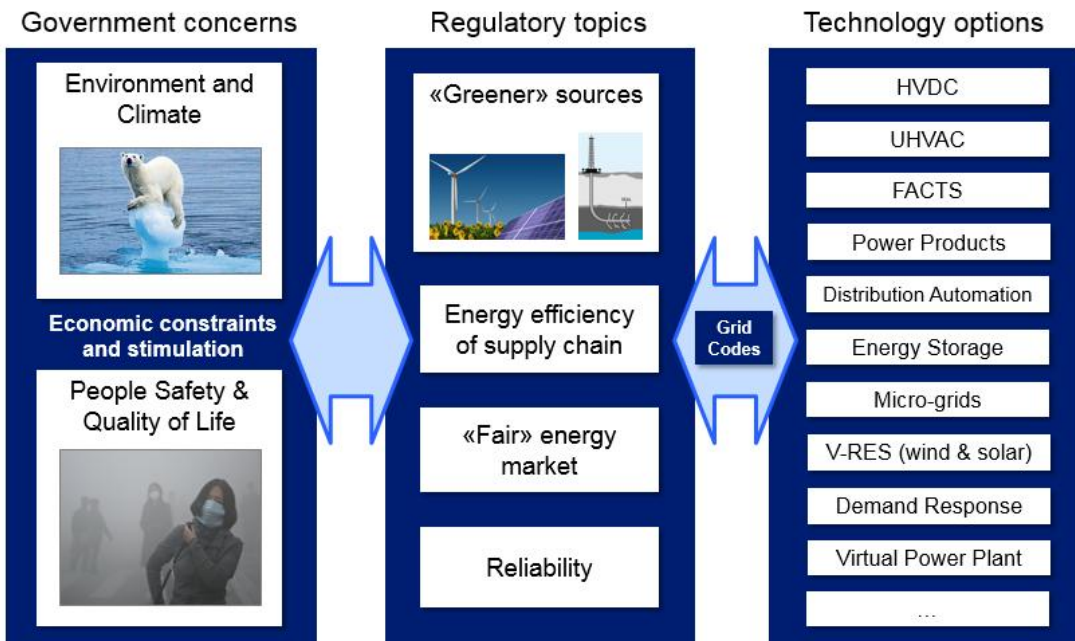 Government concerns
Environment and
Climate
Economic constraints
and stimulation
People Safety &
Quality of Life
Regulatory topics
«Greener» sources
Energy efficiency
of supply chain
«Fair» energy
market
Reliability
Grid
Codes
Technology options
HVDC
UHVAC
FACTS
Power Products
Distribution Automation
Energy Storage
Micro-grids
V-RES (wind & solar)
Demand Response
Virtual Power Plant
...